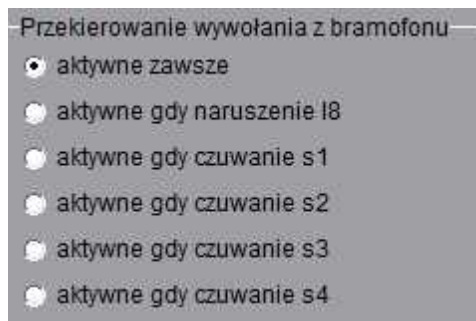 Przekierowanie wywołania z bramofonu
aktywne zawsze
aktywne gdy naruszenie I8
aktywne gdy czuwanie s1
aktywne gdy czuwanie s2
aktywne gdy czuwanie s3
aktywne gdy czuwanie s4